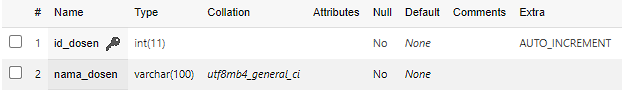 # Name Type Collation Attributes Null Default Comments Extra
1 id_dosen int(11) No None AUTO_INCREMENT
2 nama_dosen varchar(100) utf8mb4_general_ci No None